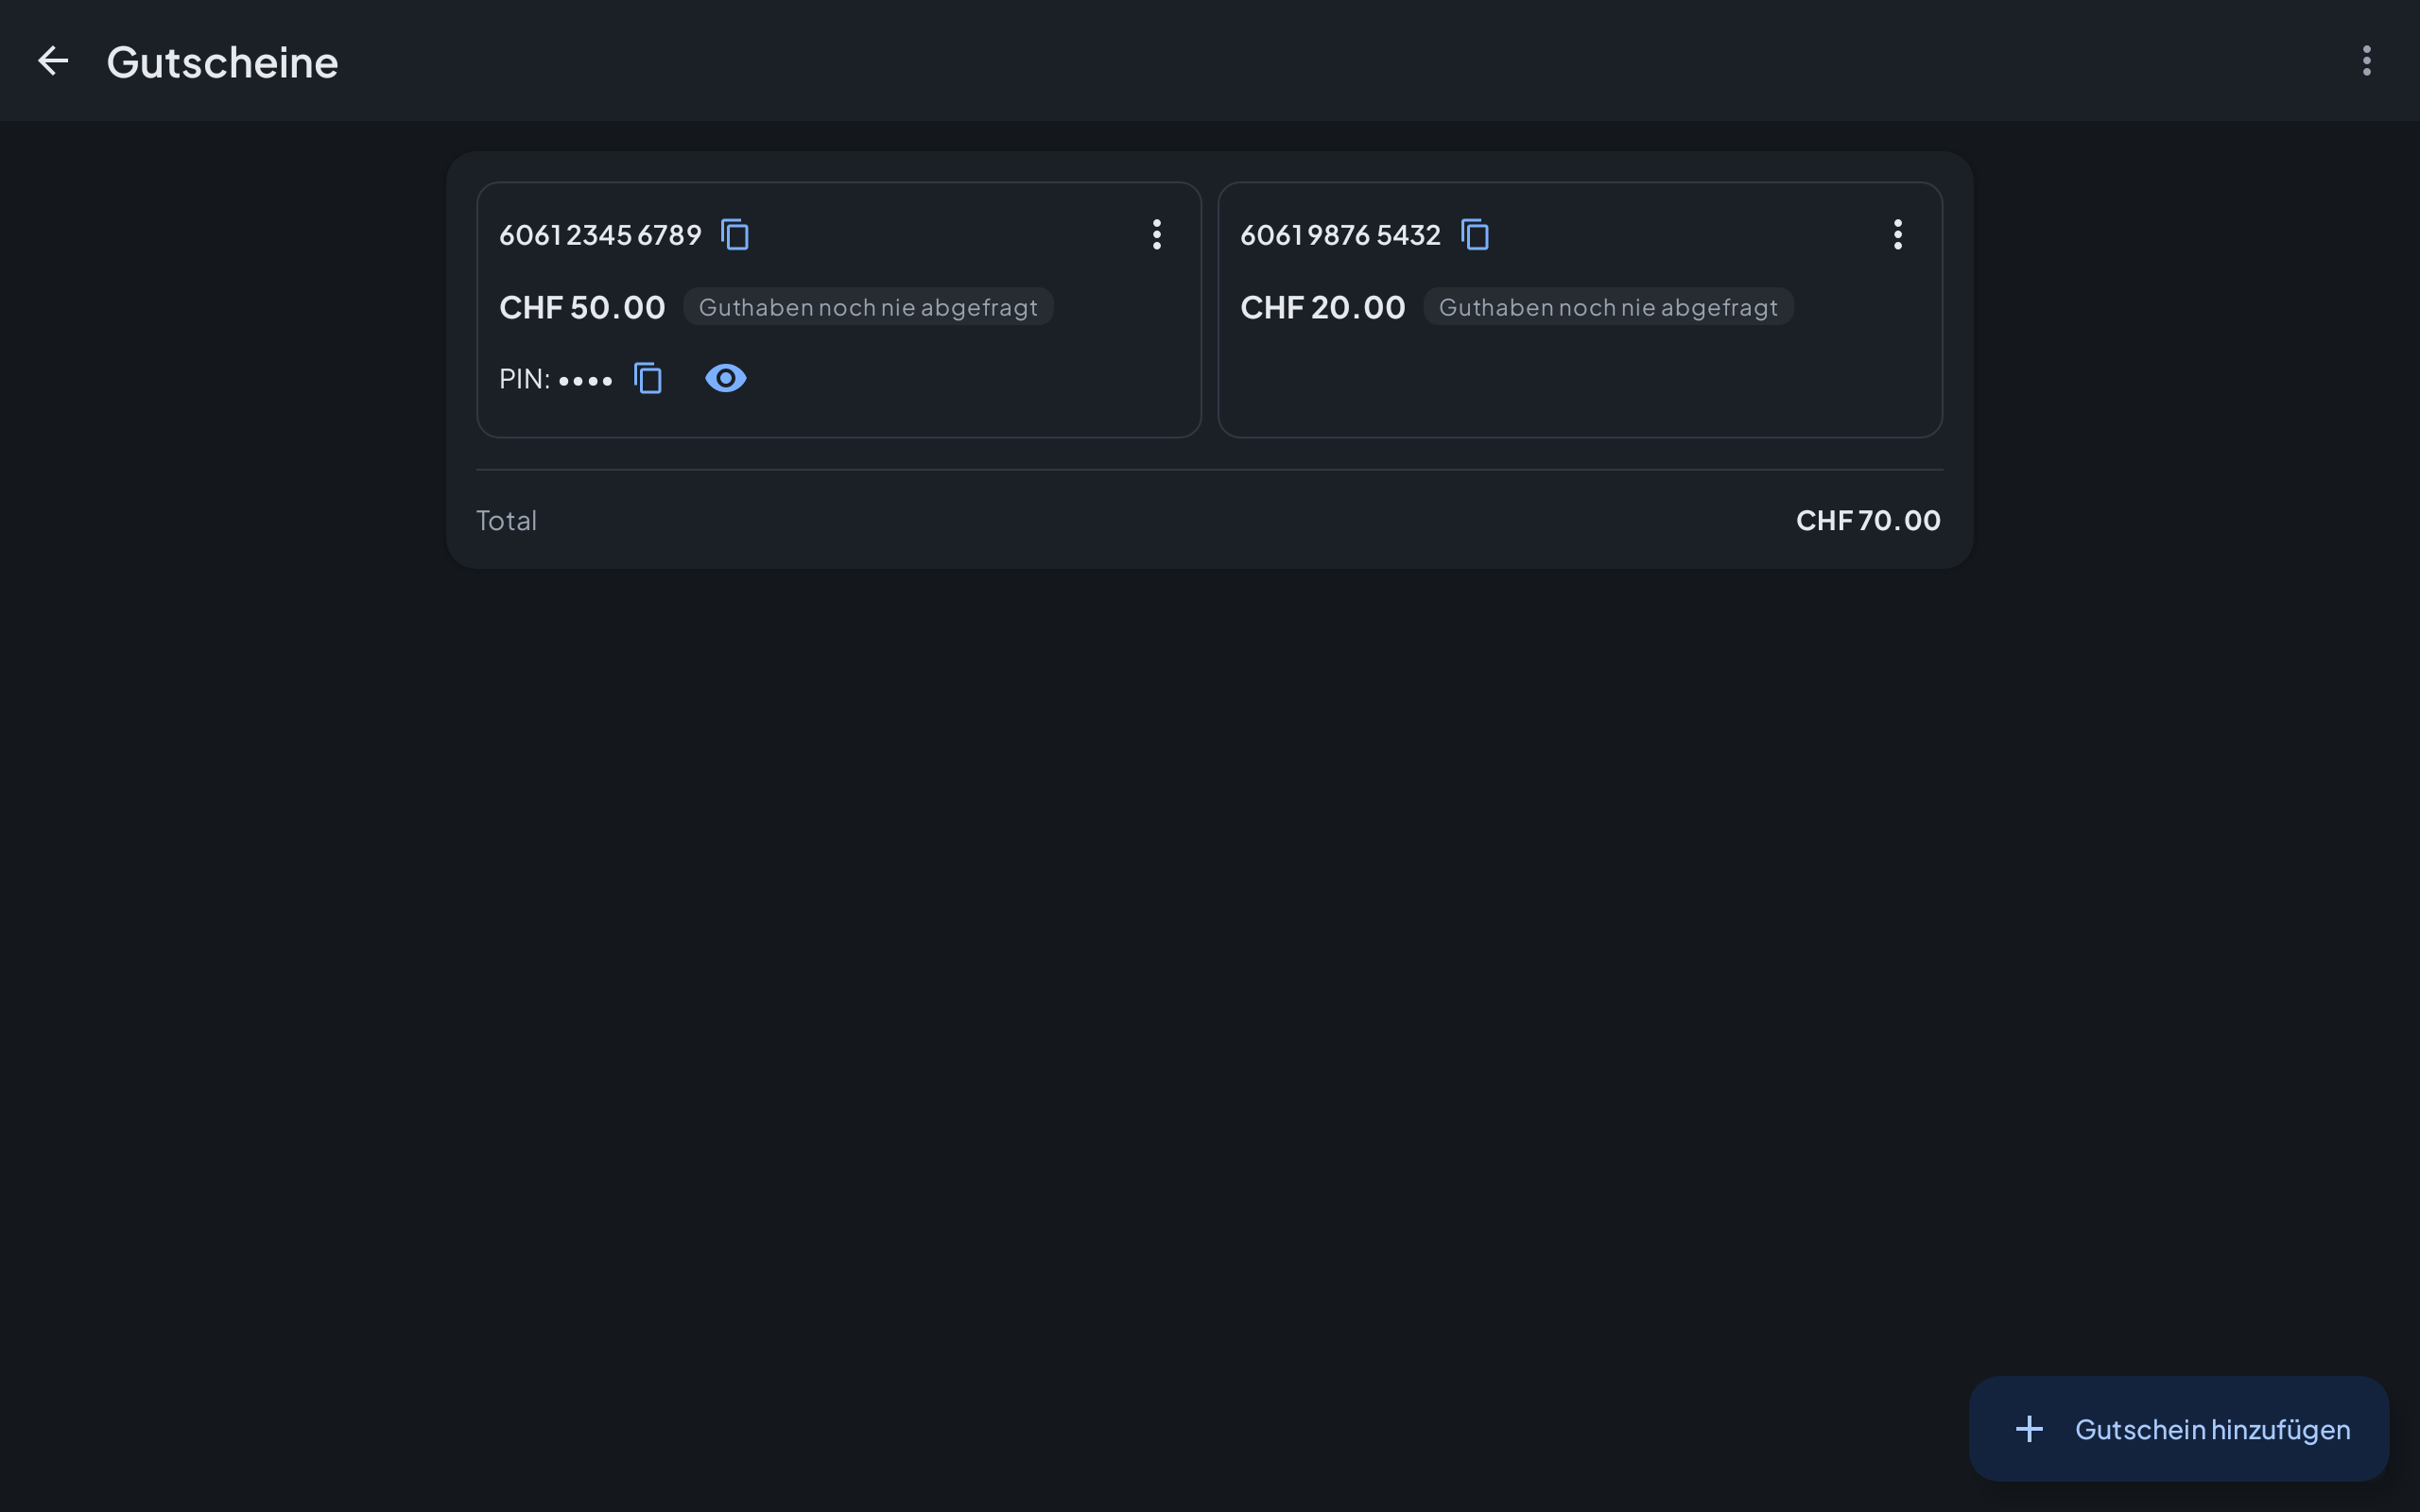 Gutscheine
6061 2345 6789
CHF 50.00 Guthaben noch nie abgefragt
PIN: ••••
6061 9876 5432
CHF 20.00 Guthaben noch nie abgefragt
Total CHF 70.00
Gutschein hinzufügen